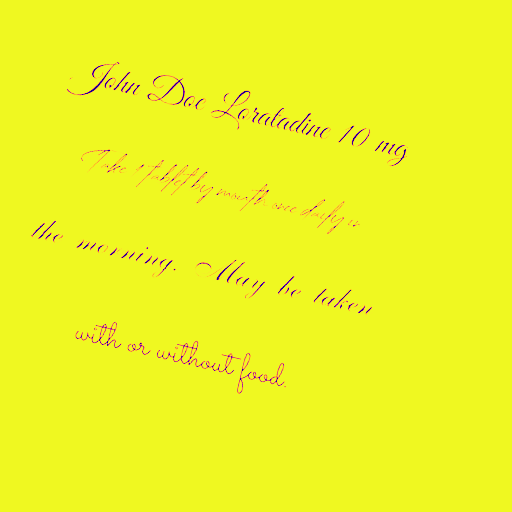 John Doe Loratadine 10 mg
Take 1 tablet by mouth once daily in
the morning. May be taken
with or without food.